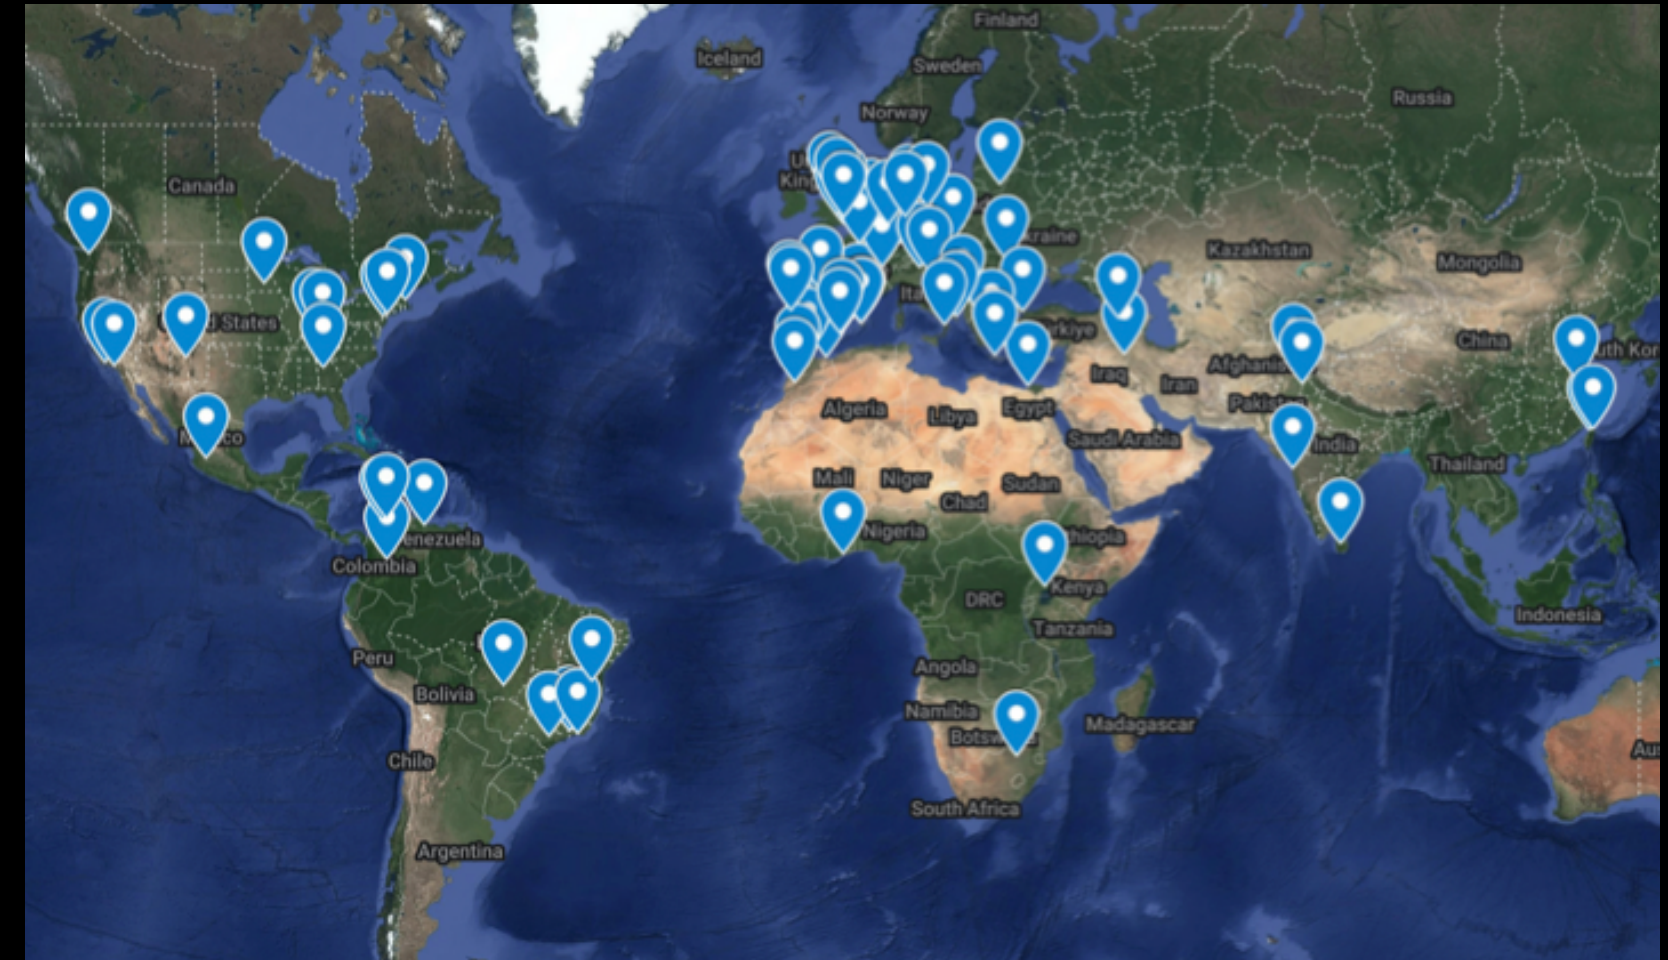 Finland
Iceland
Sweden
Russia
Norway
Canada
Kazakhstan
Mongolia
China
Iraq
Iran
Algeria
Libya
Egypt
Saudi Arabia
India
Thailand
Mali
Niger
Chad
Sudan
Nigeria
Colombia
DRC
Kenya
Tanzania
Indonesia
Peru
Angola
Bolivia
Namibia
Madagascar
Chile
South Africa
Argentina